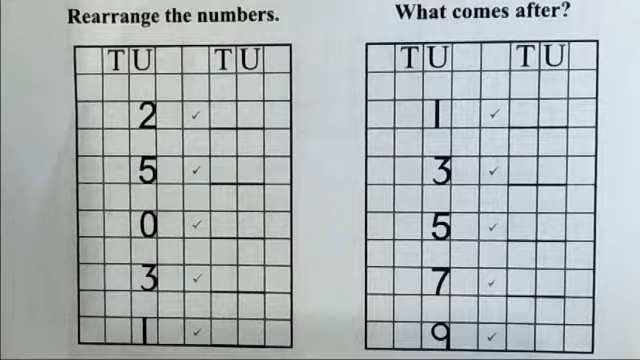 Rearrange the numbers.
T U T U
2 ✓
5 ✓
0 ✓
3 ✓
1 ✓
What comes after?
T U T U
1 ✓
3 ✓
5 ✓
7 ✓
9 ✓